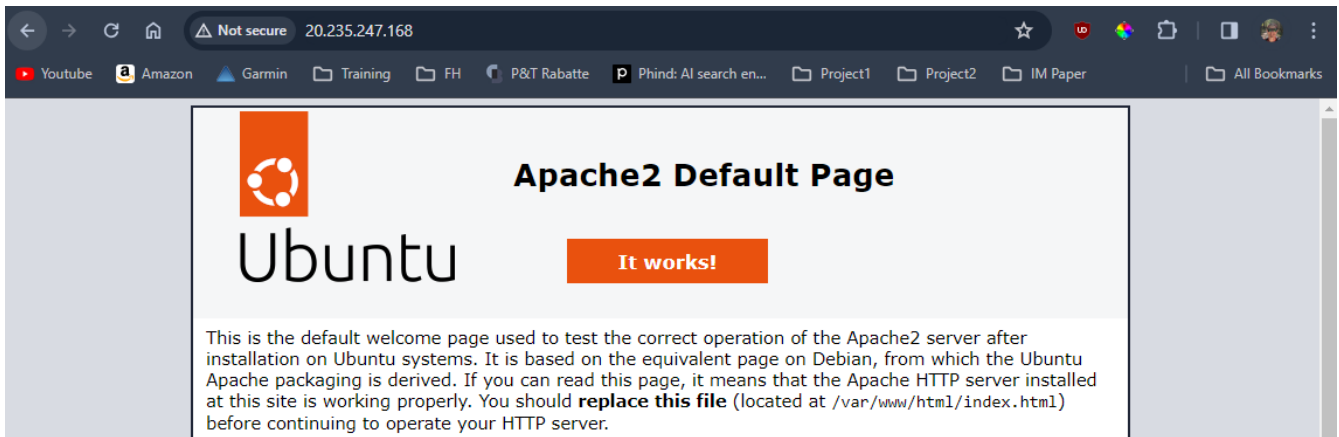 Not secure 20.235.247.168
Youtube Amazon Garmin Training FH P&T Rabatte Phind: AI search en... Project1 Project2 IM Paper All Bookmarks
Apache2 Default Page
Ubuntu
It works!
This is the default welcome page used to test the correct operation of the Apache2 server after
installation on Ubuntu systems. It is based on the equivalent page on Debian, from which the Ubuntu
Apache packaging is derived. If you can read this page, it means that the Apache HTTP server installed
at this site is working properly. You should replace this file (located at /var/www/html/index.html)
before continuing to operate your HTTP server.